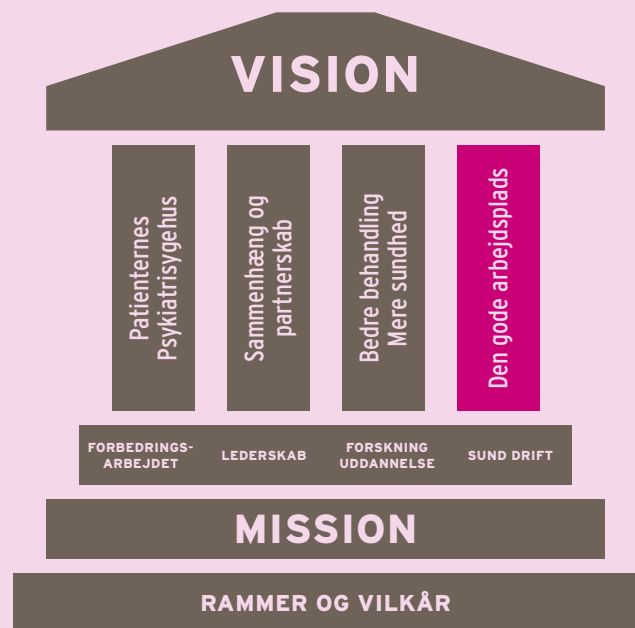 VISION
Patienternes
Psykiatrisygehus
Sammenhæng og
partnerskab
Bedre behandling
Mere sundhed
Den gode arbejdsplads
FORBEDRINGS-
ARBEJDET
LEDERSKAB
FORSKNING
UDDANNELSE
SUND DRIFT
MISSION
RAMMER OG VILKÅR